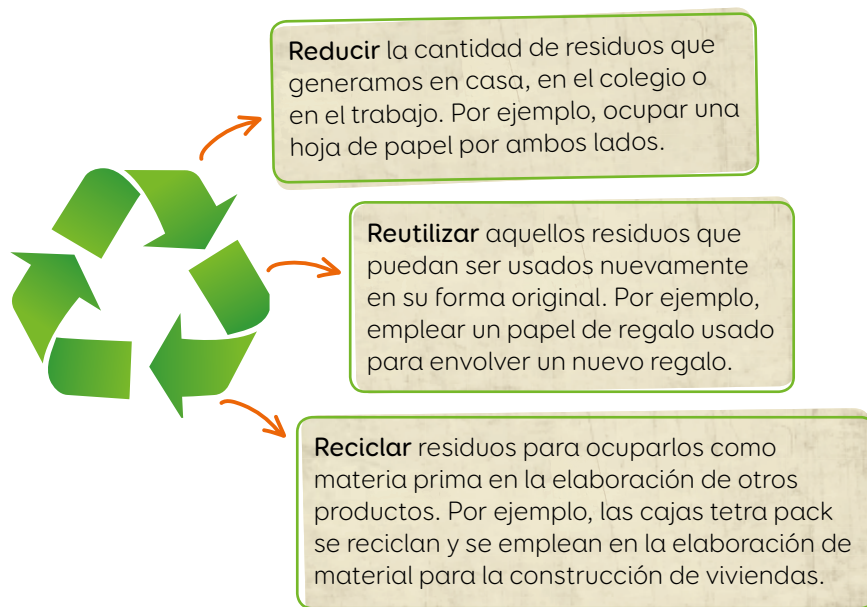 Reducir la cantidad de residuos que
generamos en casa, en el colegio o
en el trabajo. Por ejemplo, ocupar una
hoja de papel por ambos lados.
Reutilizar aquellos residuos que
puedan ser usados nuevamente
en su forma original. Por ejemplo,
emplear un papel de regalo usado
para envolver un nuevo regalo.
Reciclar residuos para ocuparlos como
materia prima en la elaboración de otros
productos. Por ejemplo, las cajas tetra pack
se reciclan y se emplean en la elaboración de
material para la construcción de viviendas.